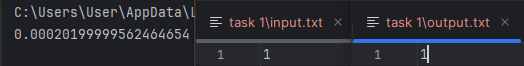 C:\Users\User\AppData\L
0.00020199999562464654
task 1\input.txt
1 1
task 1\output.txt
1 1